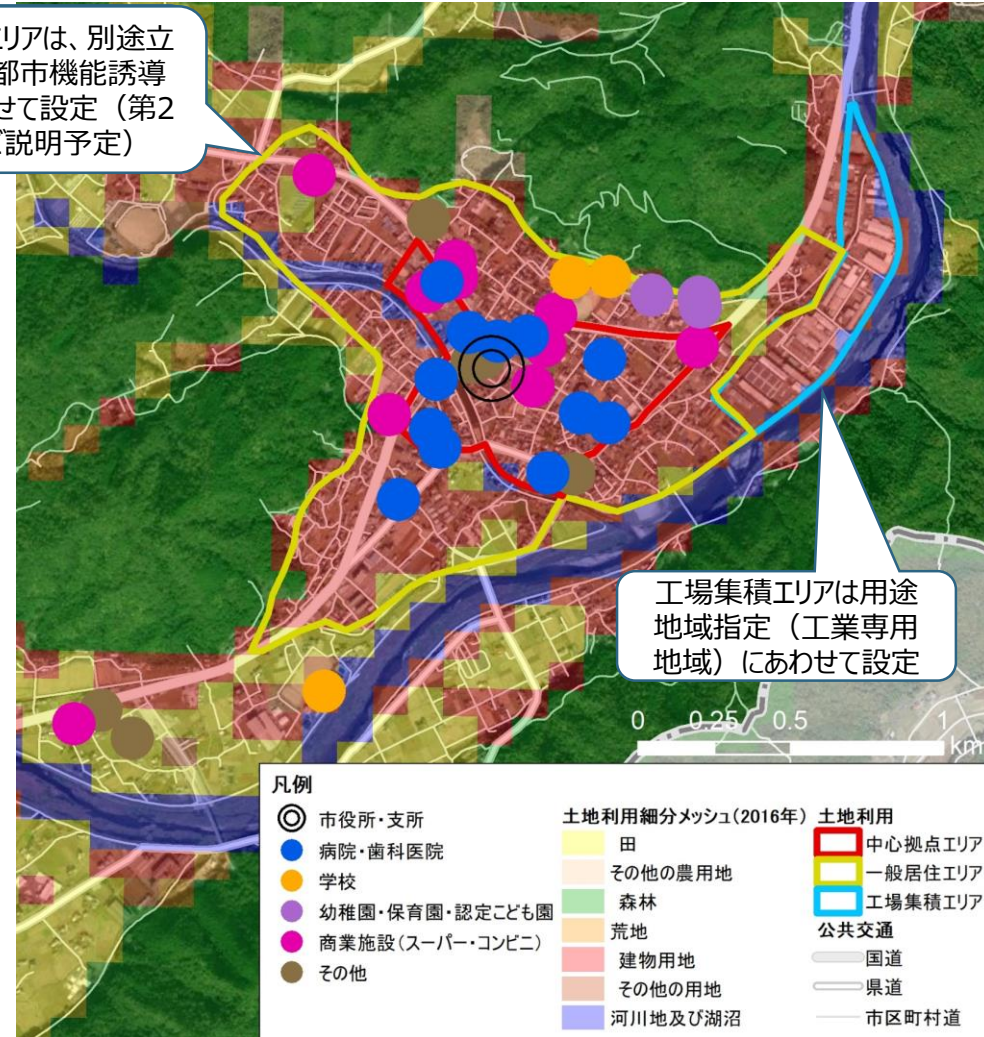 リアは、別途立
都市機能誘導
せて設定（第2
説明予定）
工場集積エリアは用途
地域指定（工業専用
地域）にあわせて設定
0 0.25 0.5 1
km
凡例
市役所・支所
病院・歯科医院
学校
幼稚園・保育園・認定こども園
商業施設(スーパー・コンビニ)
その他
土地利用細分メッシュ(2016年)
田
その他の農用地
森林
荒地
建物用地
その他の用地
河川地及び湖沼
土地利用
中心拠点エリア
一般居住エリア
工場集積エリア
公共交通
国道
県道
市区町村道